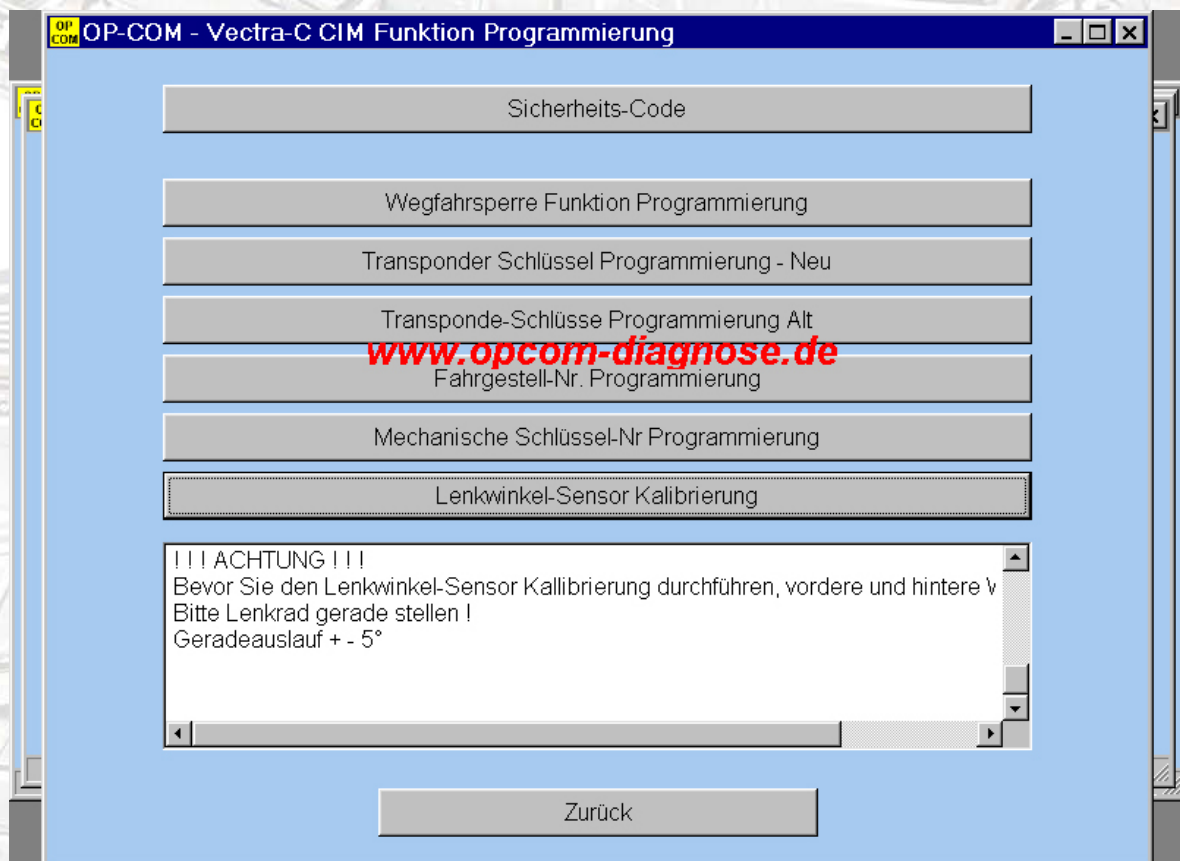 OP COM OP-COM - Vectra-C CIM Funktion Programmierung
Sicherheits-Code
Wegfahrsperre Funktion Programmierung
Transponder Schlüssel Programmierung - Neu
Transponde-Schlüsse Programmierung Alt
www.opcom-diagnose.de
Fahrgestell-Nr. Programmierung
Mechanische Schlüssel-Nr Programmierung
Lenkwinkel-Sensor Kalibrierung
! ! ! ACHTUNG ! ! !
Bevor Sie den Lenkwinkel-Sensor Kallibrierung durchführen, vordere und hintere
Bitte Lenkrad gerade stellen !
Geradeauslauf + - 5°
Zurück